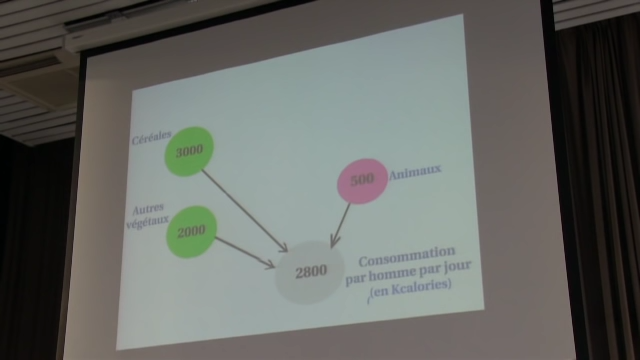 Céréales
3000
500
Animaux
Autres
végétaux
2000
2800
Consommation
par homme par jour
(en Kcalories)